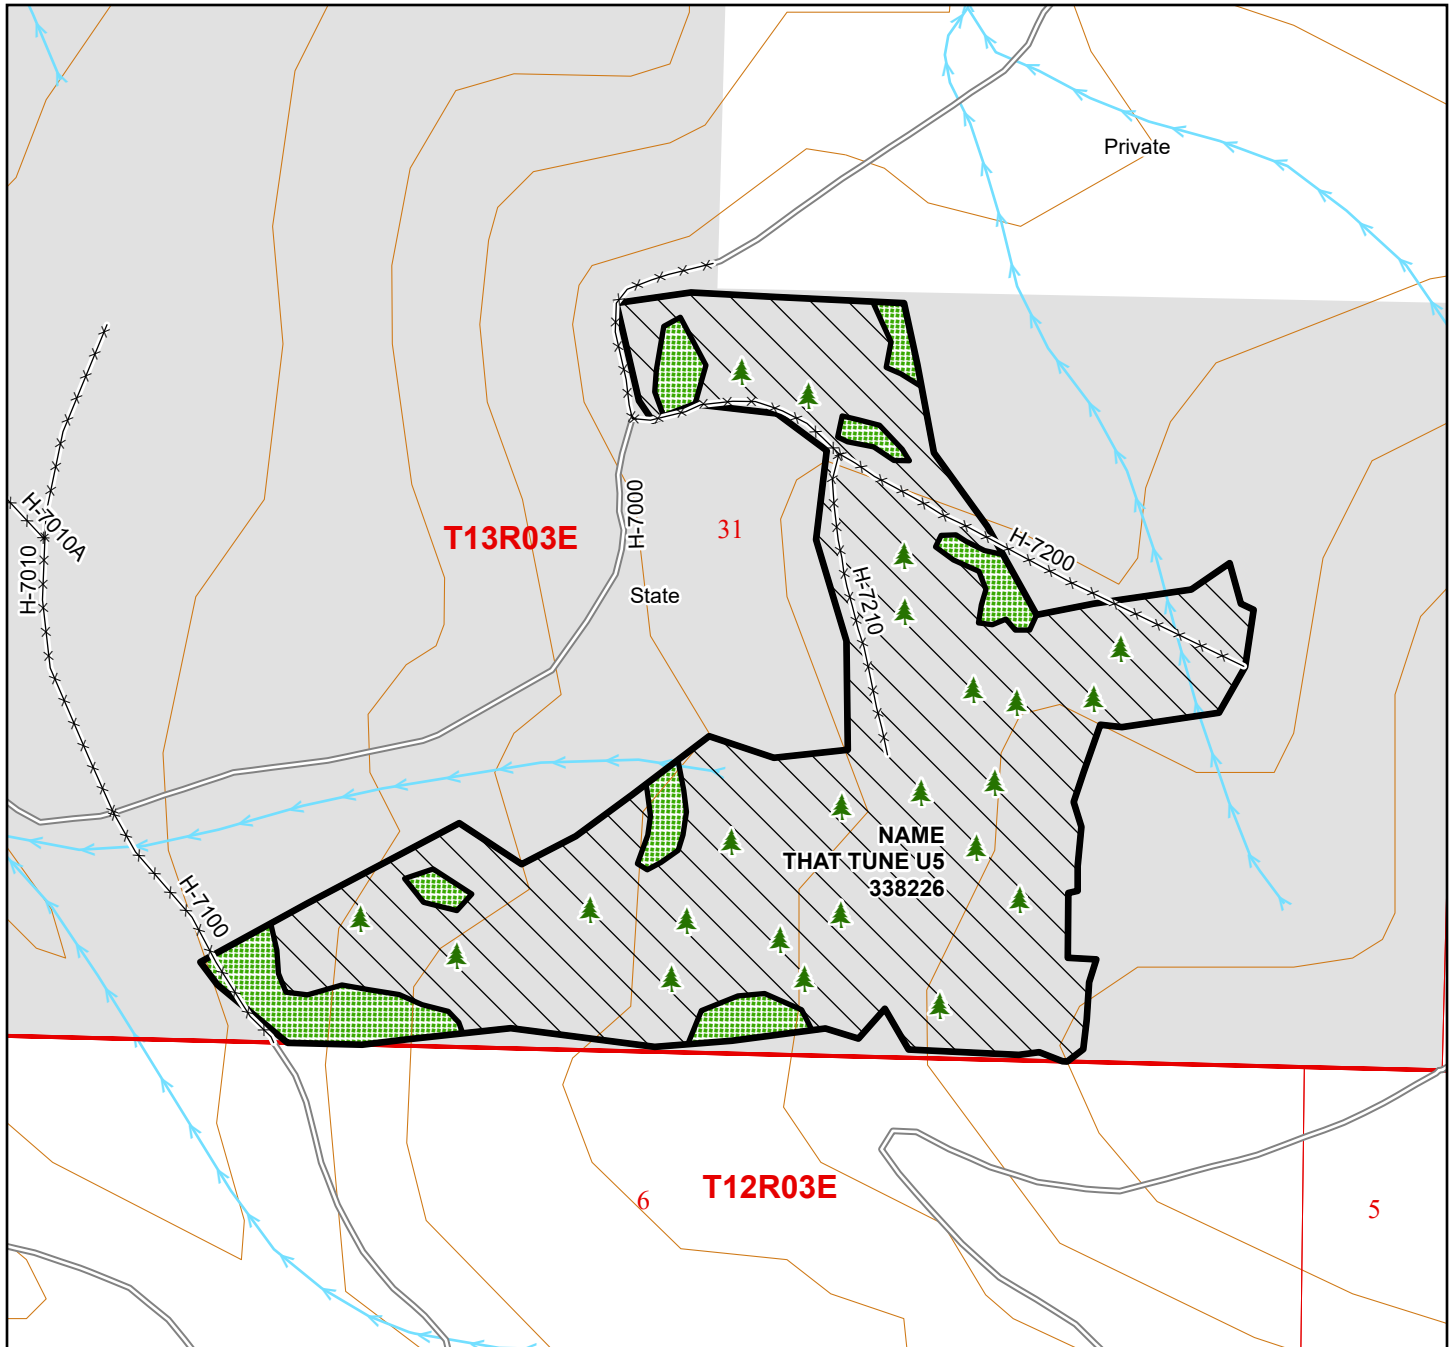 Private
H-7010A
H-7010
T13R03E
H-7000
31
H-7200
State
H-7210
NAME
THAT TUNE U5
338226
H-7100
T12R03E
6
5